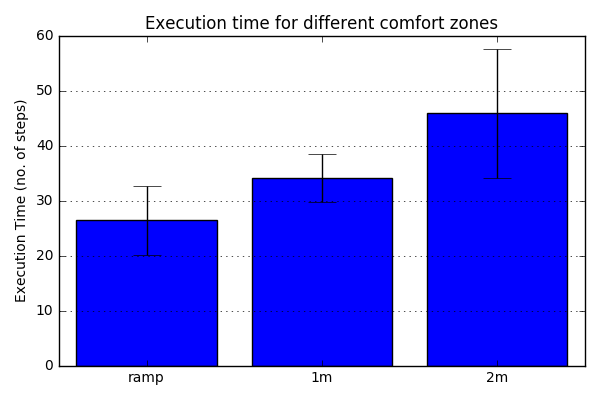 Execution time for different comfort zones
Execution Time (no. of steps)
60
50
40
30
20
10
0
ramp 1m 2m